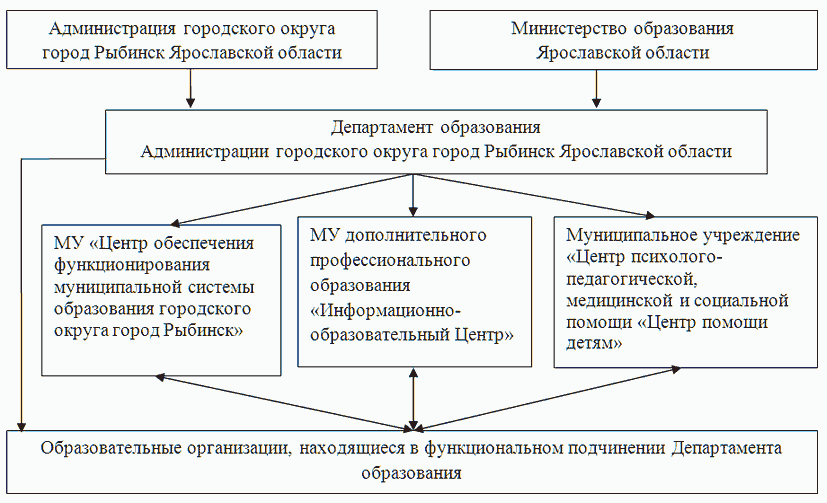 Администрация городского округа
город Рыбинск Ярославской области
Министерство образования
Ярославской области
Департамент образования
Администрации городского округа город Рыбинск Ярославской области
МУ «Центр обеспечения
функционирования
муниципальной системы
образования городского
округа город Рыбинск»
МУ дополнительного
профессионального
образования
«Информационно-
образовательный Центр»
Муниципальное учреждение
«Центр психолого-
педагогической,
медицинской и социальной
помощи «Центр помощи
детям»
Образовательные организации, находящиеся в функциональном подчинении Департамента
образования